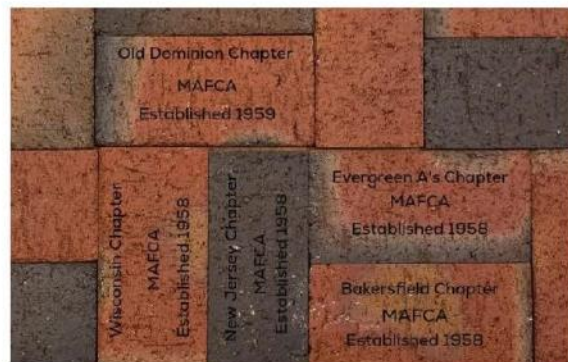 Old Dominion Chapter
MAFCA
Established 1959
Wisconsin Chapter
MAFCA
Established 1958
New Jersey Chapter
MAFCA
Established 1958
Evergreen A's Chapter
MAFCA
Established 1958
Bakersfield Chapter
MAFCA
Established 1958